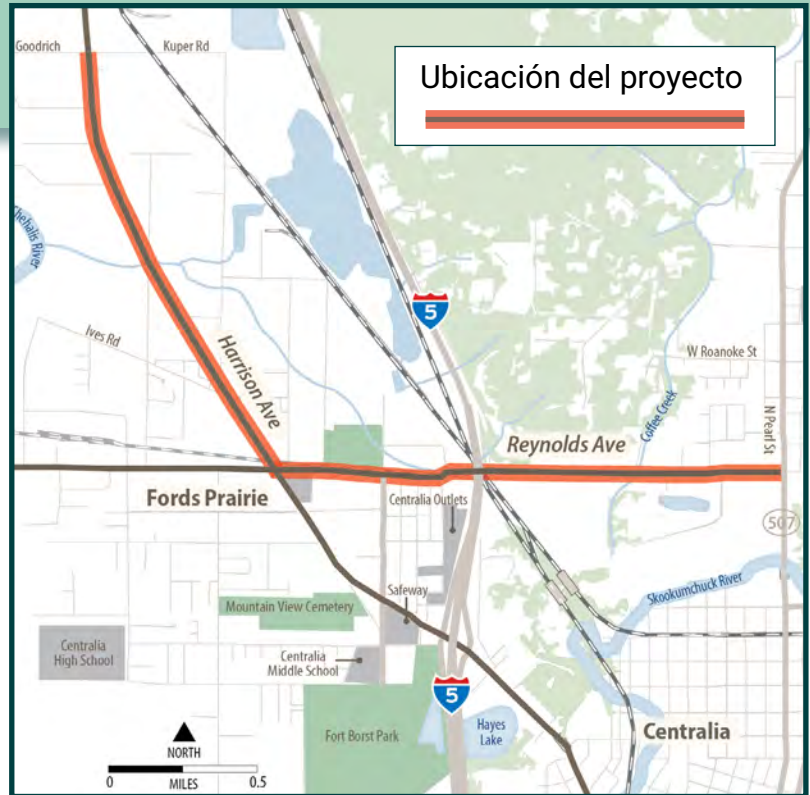 Goodrich
Kuper Rd
Ubicación del proyecto
Chehalis River
5
Ives Rd
Harrison Ave
W Roanoke St
Coffee Creek
N Pearl St
Reynolds Ave
Fords Prairie
Centralia Outlets
507
Safeway
Skookumchuck River
Mountain View Cemetery
Centralia
High School
Centralia
Middle School
5
Fort Borst Park
Hayes
Lake
Centralia
NORTH
0 MILES 0.5